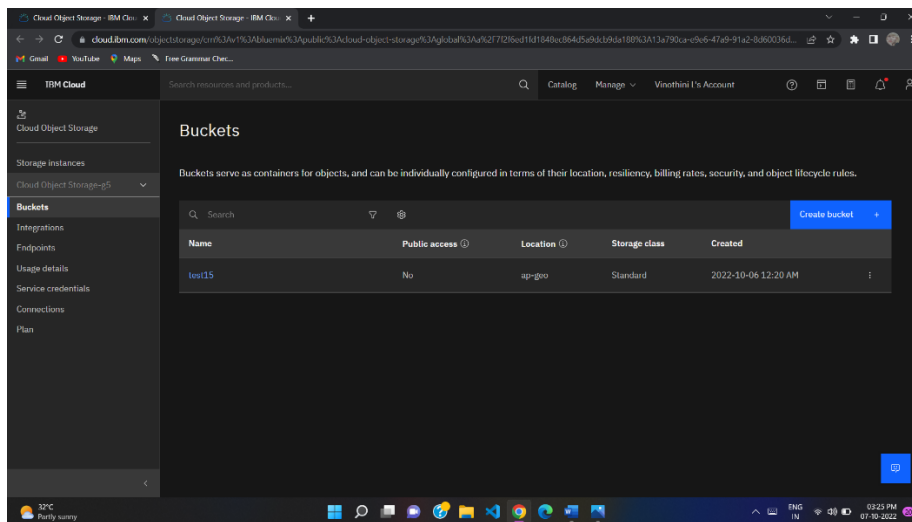 Cloud Object Storage - IBM Clou
Cloud Object Storage - IBM Clou
cloud.ibm.com/objectstorage/crn%3Av1%3Abluemix%3Apublic%3Acloud-object-storage%3Aglobal%3Aa%2F
Gmail YouTube Maps Free Grammar Chec...
IBM Cloud Search resources and products... Catalog Manage Vinothini L's Account
Cloud Object Storage
Storage instances
Cloud Object Storage-g5
Buckets
Integrations
Endpoints
Usage details
Service credentials
Connections
Plan
Buckets
Buckets serve as containers for objects, and can be individually configured in terms of their location, resiliency, billing rates, security, and object lifecycle rules.
Search Create bucket +
Name Public access Location Storage class Created
test15 No ap-geo Standard 2022-10-06 12:20 AM
32°C
Partly sunny
ENG
IN
03:25 PM
07-10-2022